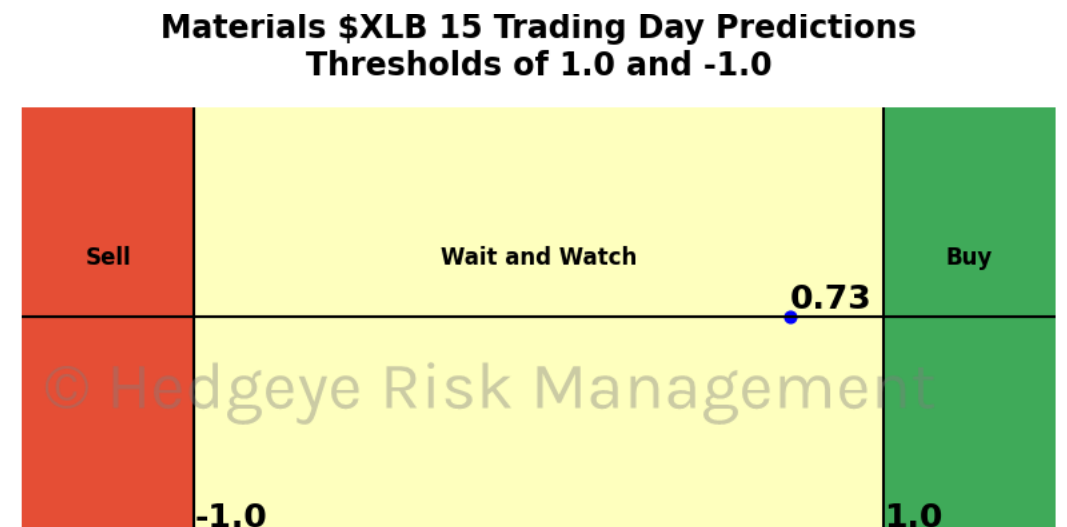 Materials $XLB 15 Trading Day Predictions
Thresholds of 1.0 and -1.0
Sell
Wait and Watch
Buy
0.73
© Hedgeye Risk Management
-1.0
1.0